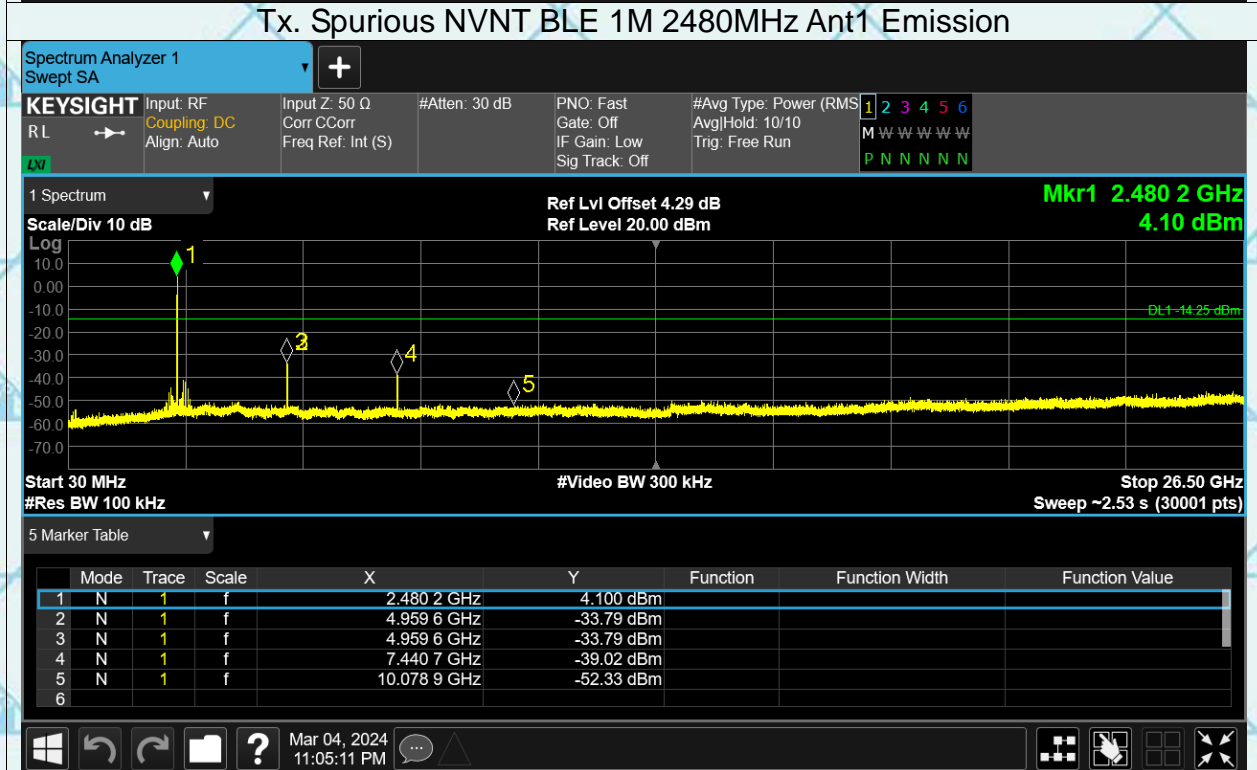 Tx. Spurious NVNT BLE 1M 2480MHz Ant1 Emission
Spectrum Analyzer 1
Swept SA
+
KEYSIGHT
R L
LXI
Input: RF
Coupling: DC
Align: Auto
Input Z: 50 Ω
Corr CCorr
Freq Ref: Int (S)
#Atten: 30 dB
PNO: Fast
Gate: Off
IF Gain: Low
Sig Track: Off
#Avg Type: Power (RMS
Avg|Hold: 10/10
Trig: Free Run
1 2 3 4 5 6
M W W W W W
P N N N N N
1 Spectrum
Scale/Div 10 dB
Ref Lvl Offset 4.29 dB
Ref Level 20.00 dBm
Mkr1 2.480 2 GHz
4.10 dBm
Log
10.0
0.00
-10.0
-20.0
-30.0
-40.0
-50.0
-60.0
-70.0
1
3
4
5
DL1 -14.25 dBm
Start 30 MHz
#Video BW 300 kHz
Stop 26.50 GHz
#Res BW 100 kHz
Sweep ~2.53 s (30001 pts)
5 Marker Table
Mode Trace Scale X Y Function Function Width Function Value
1 N 1 f 2.480 2 GHz 4.100 dBm
2 N 1 f 4.959 6 GHz -33.79 dBm
3 N 1 f 4.959 6 GHz -33.79 dBm
4 N 1 f 7.440 7 GHz -39.02 dBm
5 N 1 f 10.078 9 GHz -52.33 dBm
6
?
Mar 04, 2024
11:05:11 PM